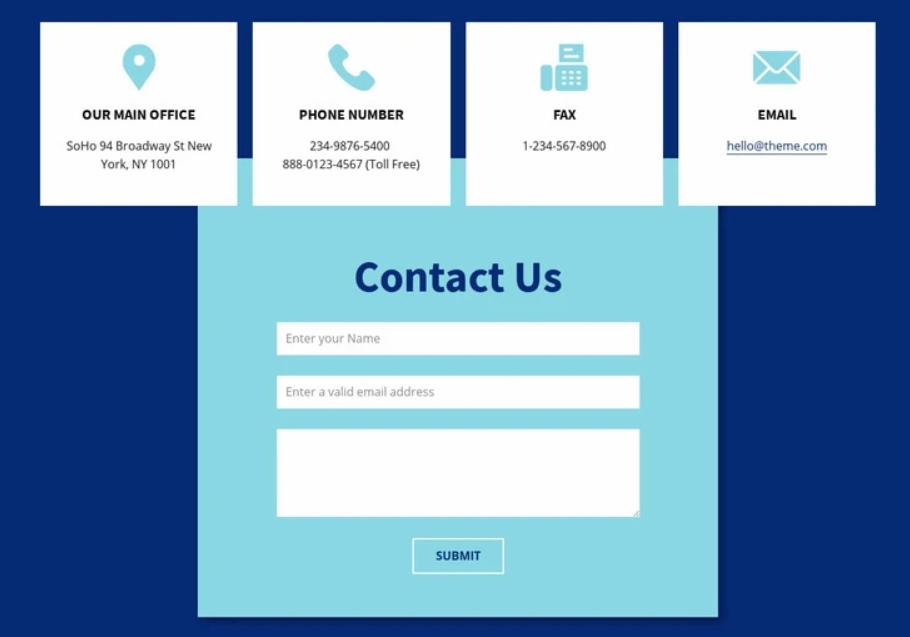 OUR MAIN OFFICE
SoHo 94 Broadway St New
York, NY 1001
PHONE NUMBER
234-9876-5400
888-0123-4567 (Toll Free)
FAX
1-234-567-8900
EMAIL
hello@theme.com
Contact Us
Enter your Name
Enter a valid email address
SUBMIT